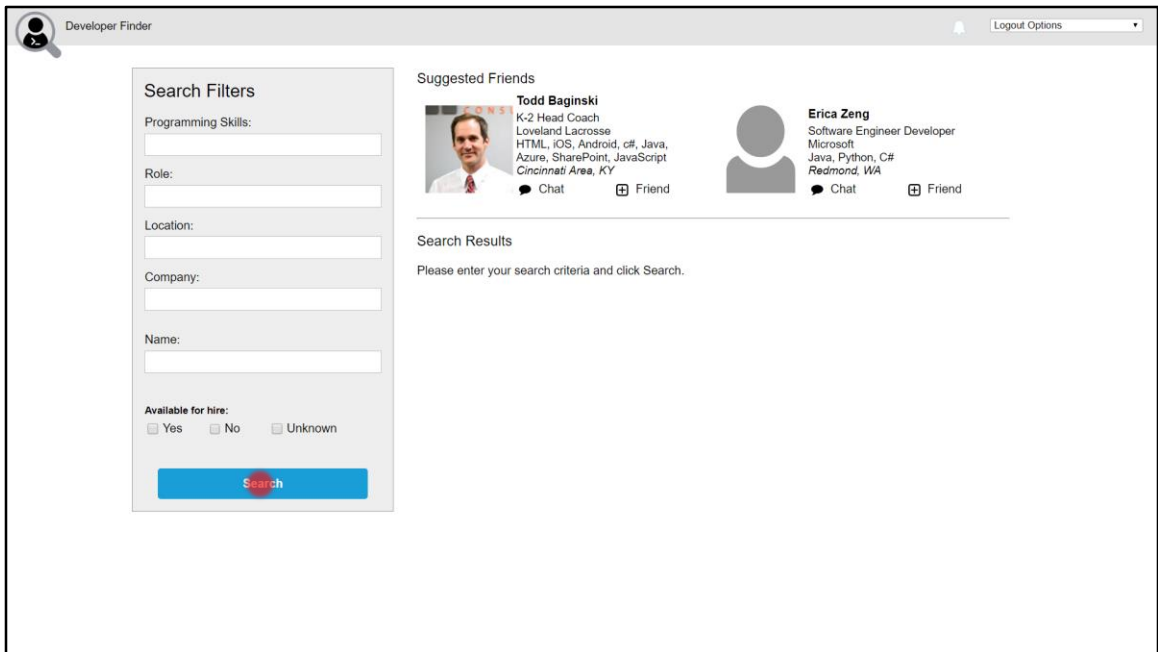 Developer Finder
Logout Options
Search Filters
Programming Skills:
Role:
Location:
Company:
Name:
Available for hire:
Yes No Unknown
Search
Suggested Friends
CONSU
Todd Baginski
K-2 Head Coach
Loveland Lacrosse
HTML, iOS, Android, c#, Java,
Azure, SharePoint, JavaScript
Cincinnati Area, KY
Chat Friend
Erica Zeng
Software Engineer Developer
Microsoft
Java, Python, C#
Redmond, WA
Chat Friend
Search Results
Please enter your search criteria and click Search.